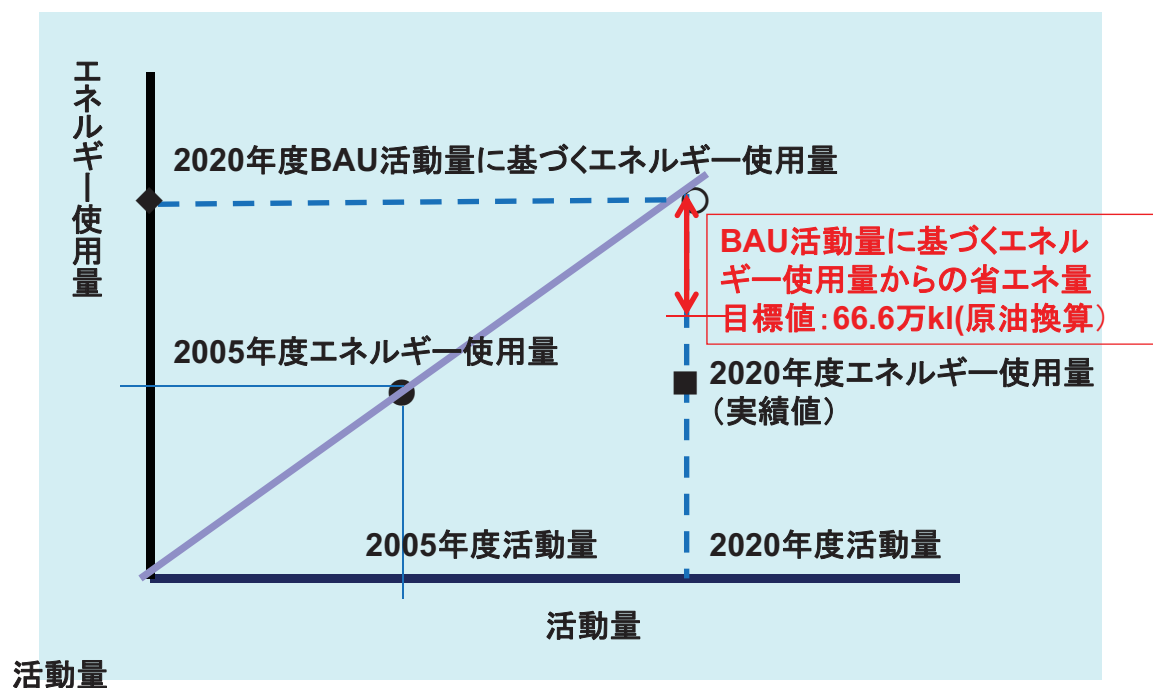 エネルギー使用量
2020年度BAU活動量に基づくエネルギー使用量
BAU活動量に基づくエネル
ギー使用量からの省エネ量
目標値：66.6万kl(原油換算）
2005年度エネルギー使用量
2020年度エネルギー使用量
（実績値）
2005年度活動量
2020年度活動量
活動量
活動量